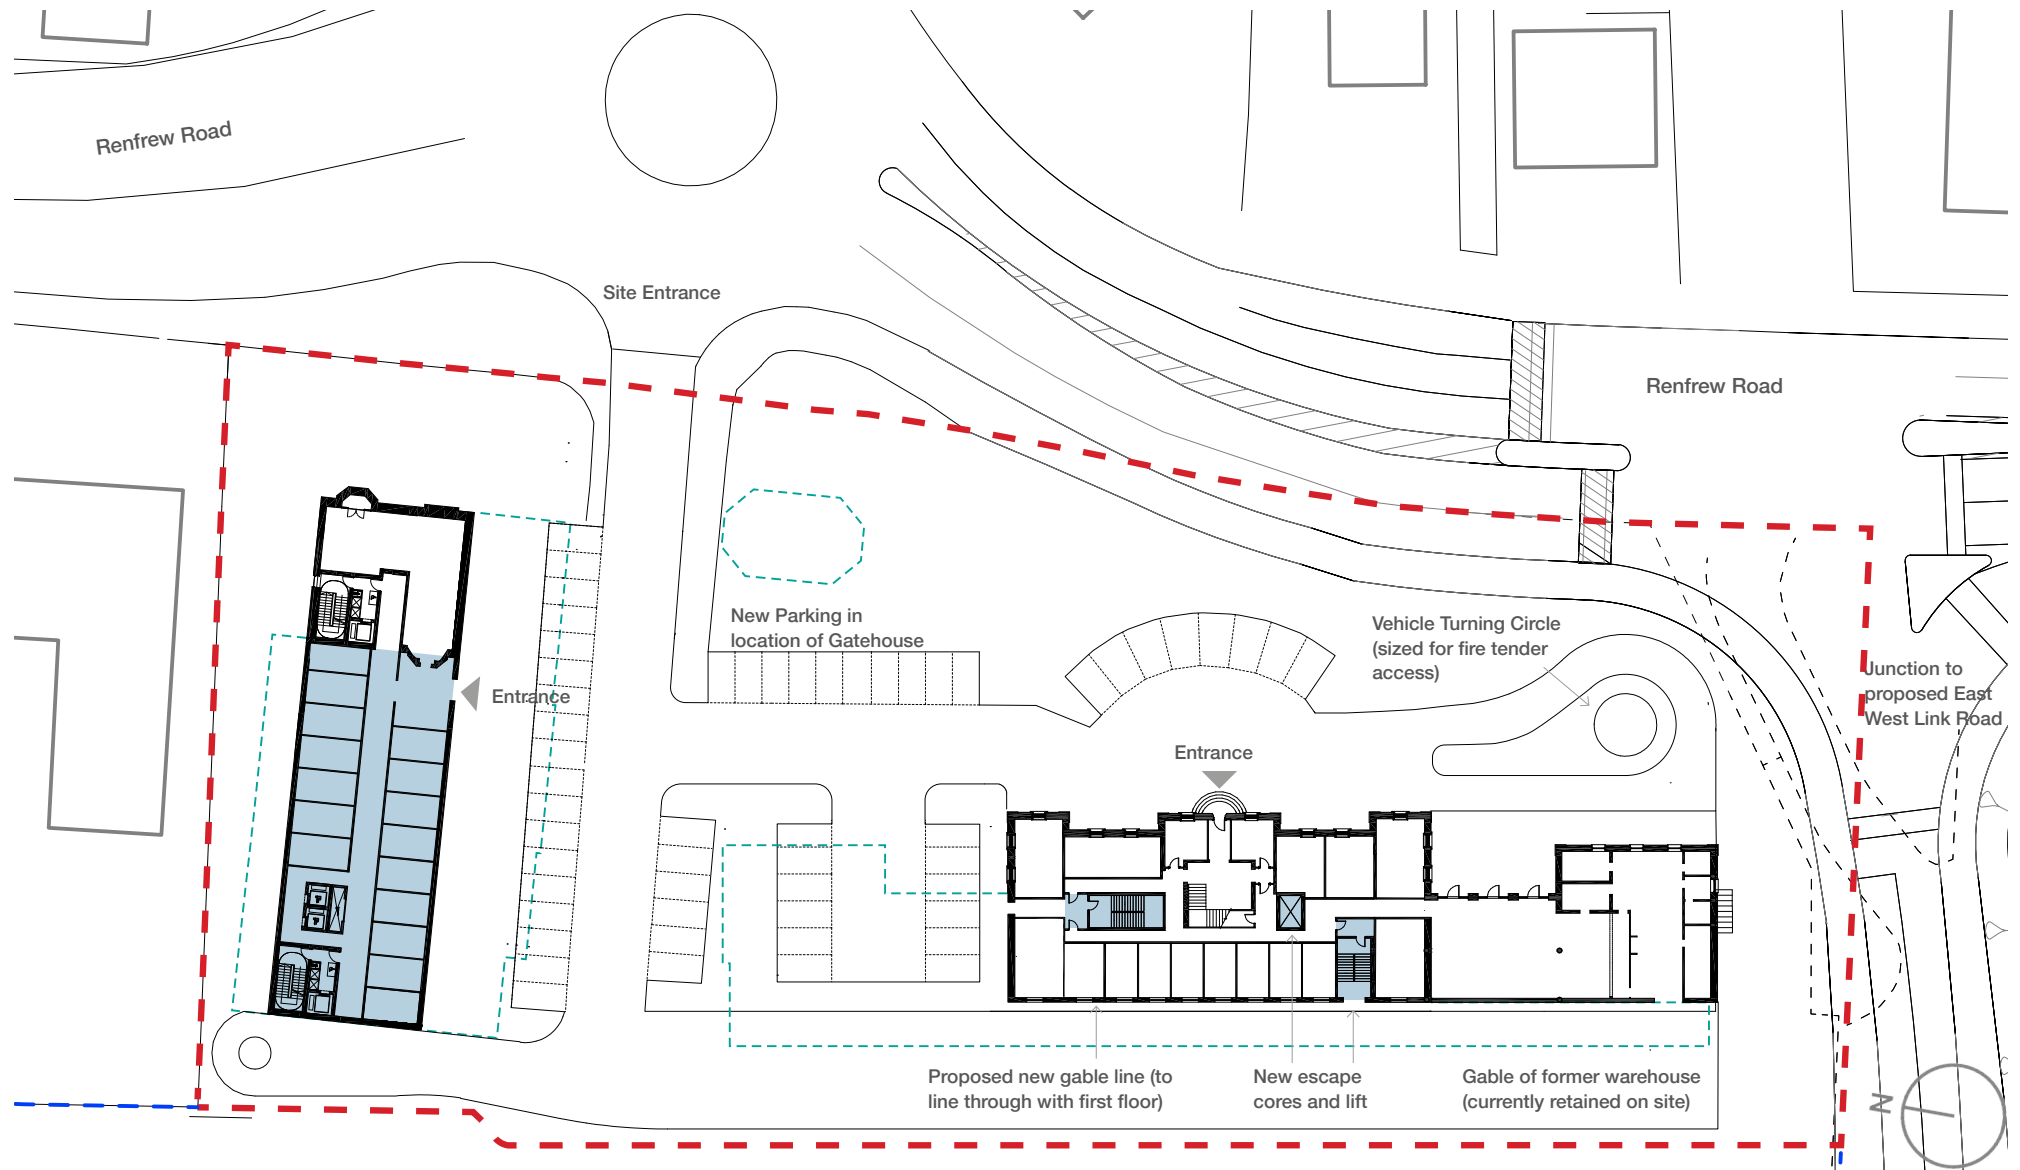 Renfrew Road
Site Entrance
Renfrew Road
New Parking in
location of Gatehouse
Vehicle Turning Circle
(sized for fire tender
access)
Junction to
proposed East
West Link Road
Entrance
Entrance
Proposed new gable line (to
line through with first floor)
New escape
cores and lift
Gable of former warehouse
(currently retained on site)
N